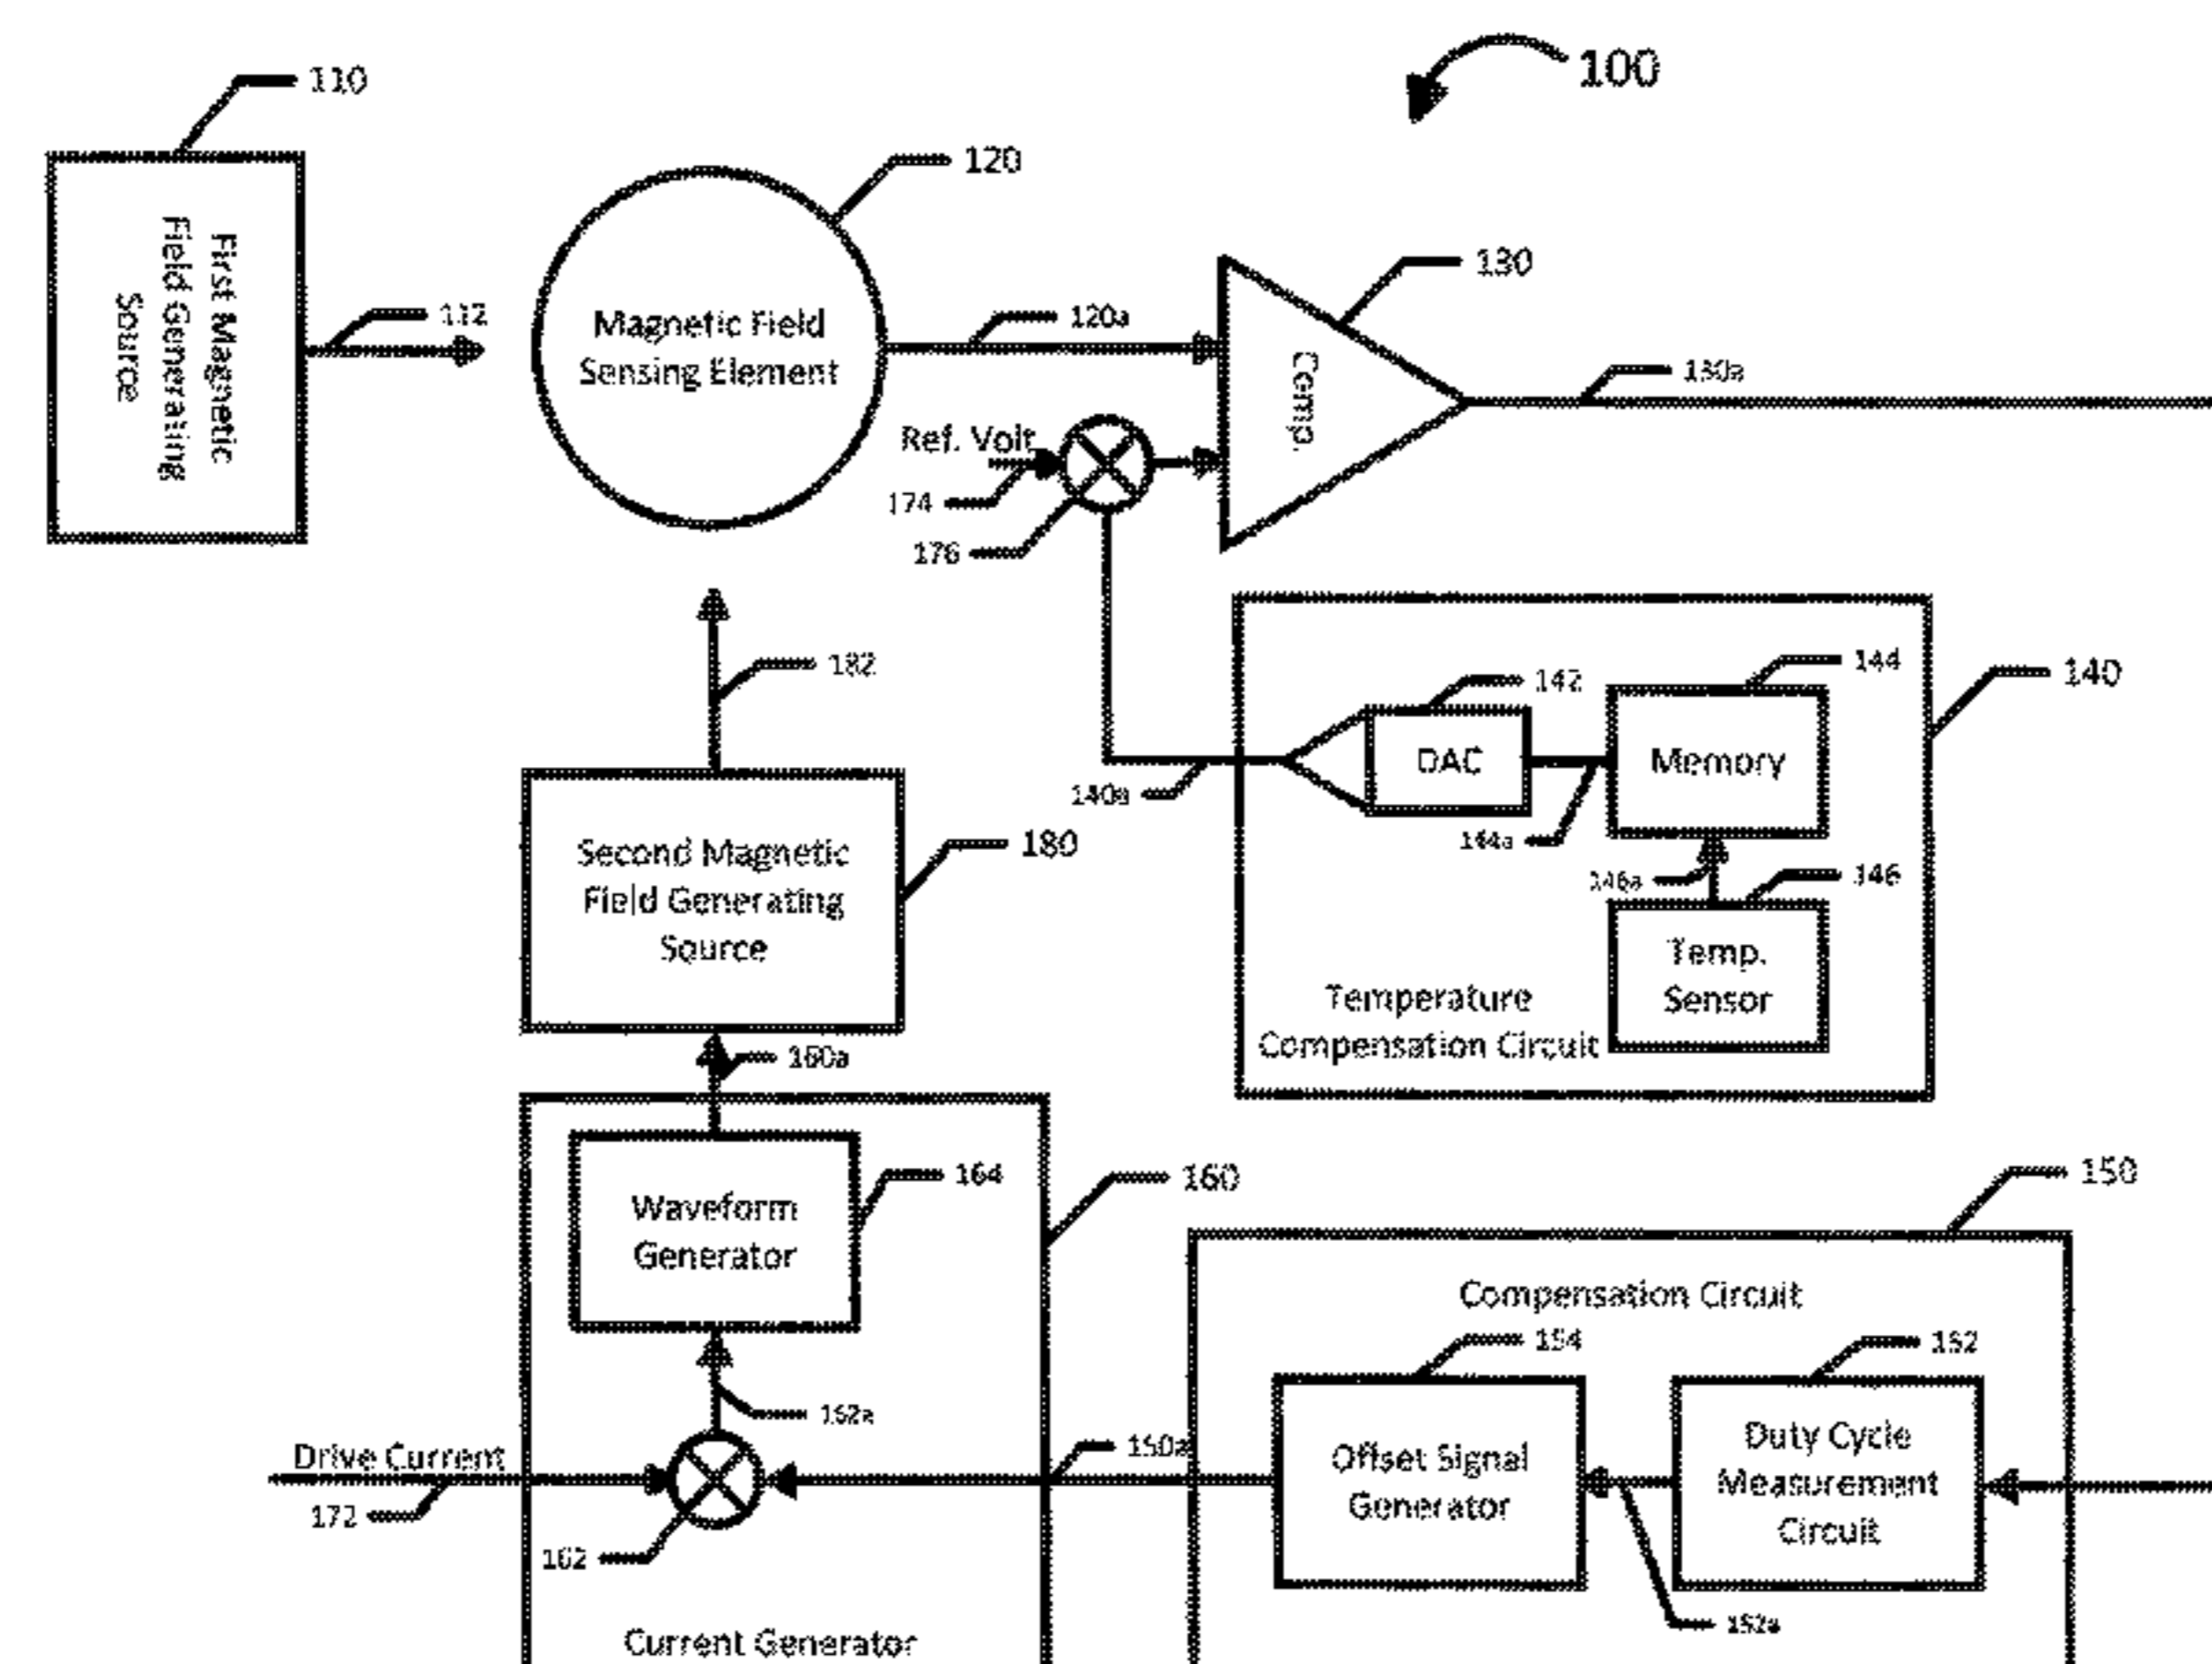 100
110
First Magnetic
Field Generating
Source
112
120
Magnetic Field
Sensing Element
120a
130
Comp.
130a
Ref. Volt
174
176
182
140
142
DAC
144
Memory
140a
144a
146a
146
Temp.
Sensor
Temperature
Compensation Circuit
180
Second Magnetic
Field Generating
Source
160a
164
Waveform
Generator
160
150
Compensation Circuit
154
152
162a
Drive Current
172
162
150a
Offset Signal
Generator
Duty Cycle
Measurement
Circuit
152a
Current Generator